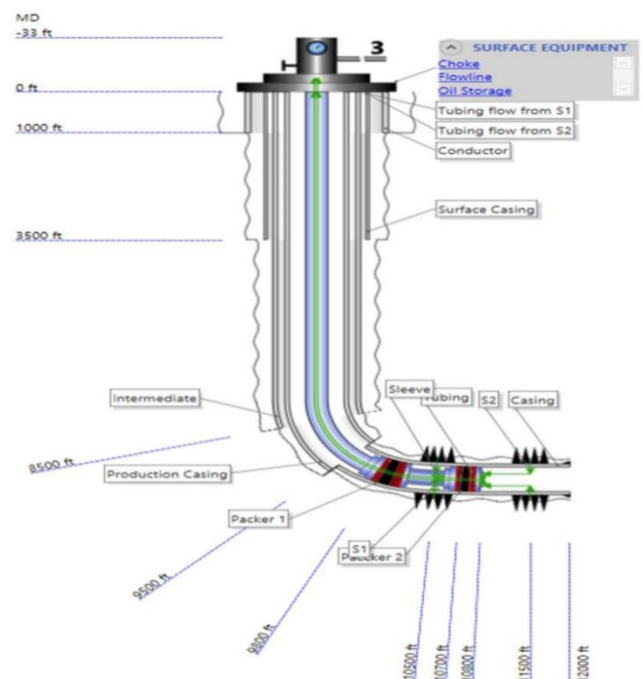 MD
-33 ft
3
SURFACE EQUIPMENT
Choke
Flowline
Oil Storage
0 ft
Tubing flow from S1
Tubing flow from S2
1000 ft
Conductor
Surface Casing
3500 ft
Sleeve
Tubing
S2
Casing
Intermediate
8500 ft
Production Casing
Packer 1
S1
Packer 2
9500 ft
9800 ft
10500 ft
10700 ft
10800 ft
11500 ft
12000 ft